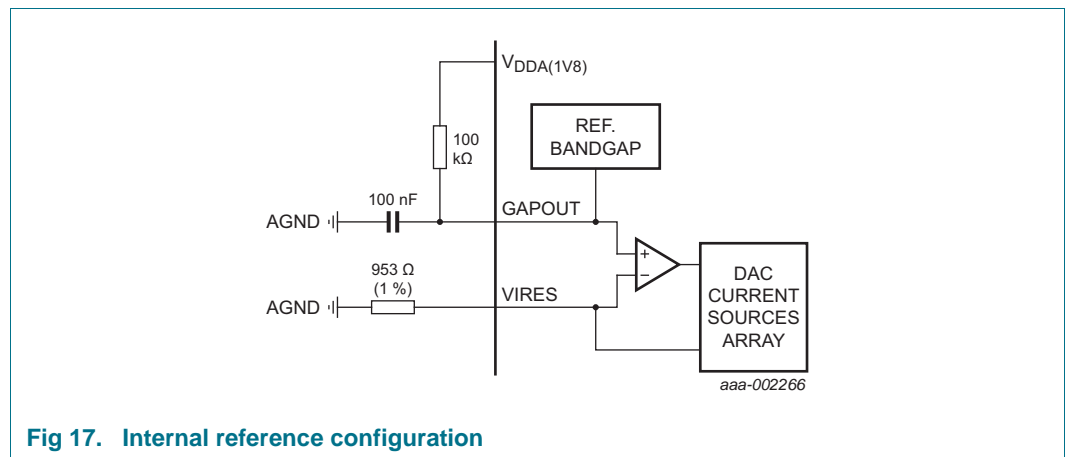 VDDA(1V8)
REF.
BANDGAP
100
kΩ
100 nF
GAPOUT
AGND
+
−
DAC
CURRENT
SOURCES
ARRAY
953 Ω
(1 %)
VIRES
AGND
aaa-002266
Fig 17. Internal reference configuration